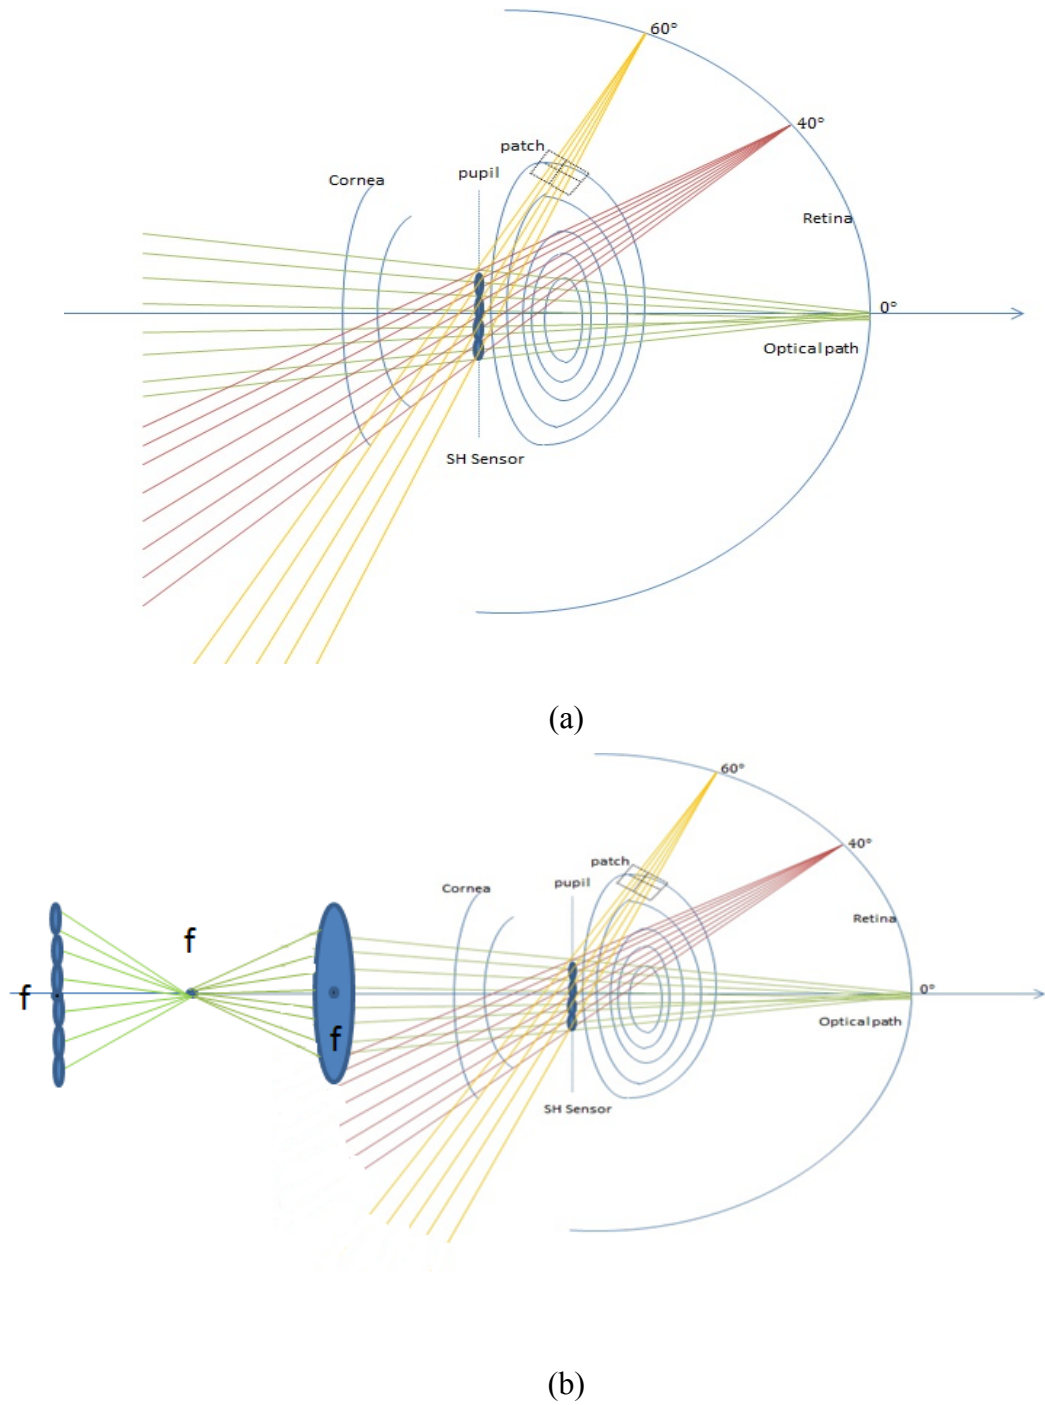 60°
40°
patch
pupil
Cornea
Retina
0°
Optical path
SH Sensor
(a)
60°
40°
patch
pupil
Cornea
Retina
f
0°
f
Optical path
f
SH Sensor
(b)